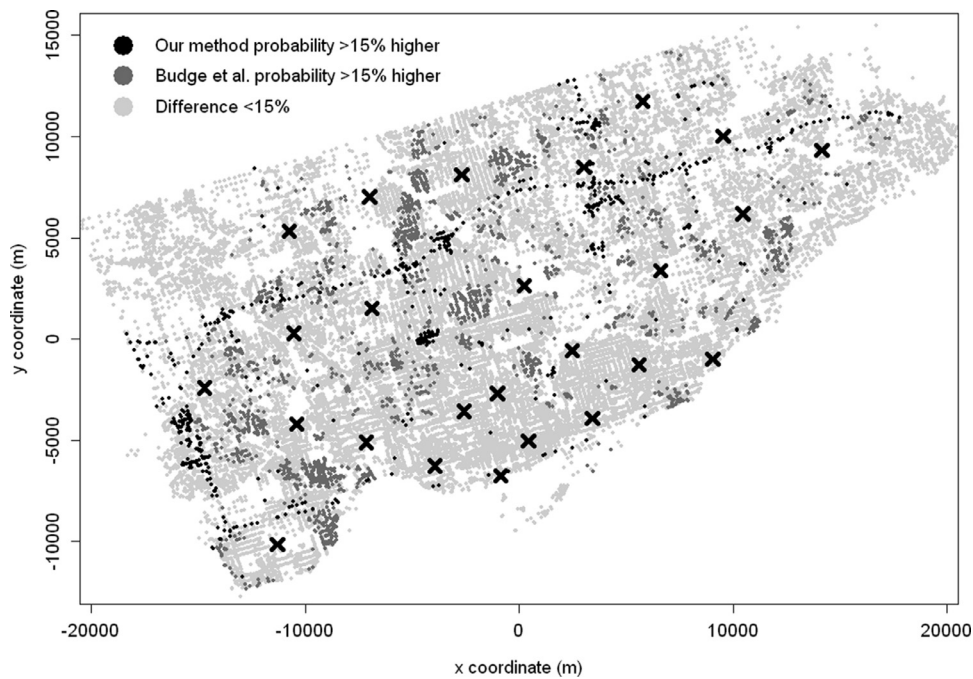 Our method probability >15% higher
Budge et al. probability >15% higher
Difference <15%
15000
10000
5000
0
-5000
-10000
y coordinate (m)
-20000 -10000 0 10000 20000
x coordinate (m)